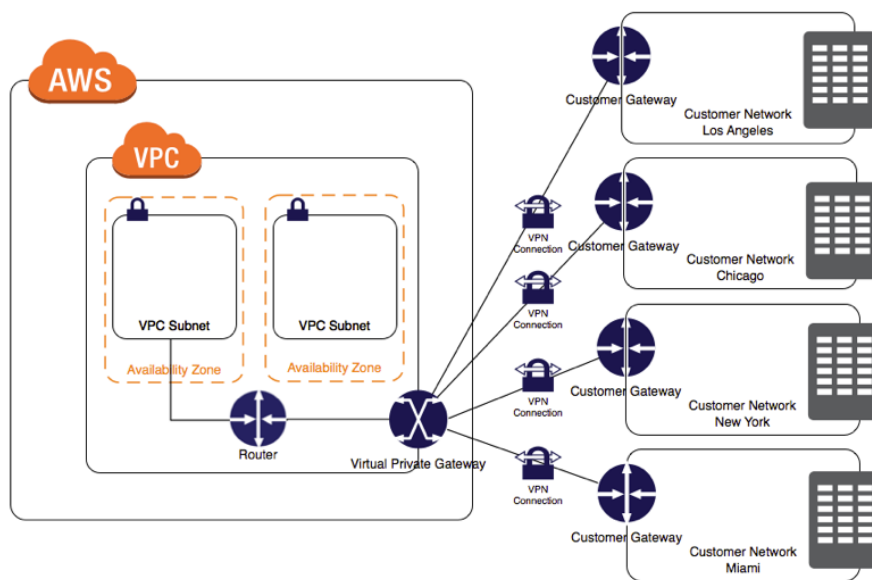 AWS
VPC
VPC Subnet
Availability Zone
VPC Subnet
Availability Zone
Router
Virtual Private Gateway
VPN
Connection
VPN
Connection
VPN
Connection
VPN
Connection
Customer Gateway
Customer Network
Los Angeles
Customer Gateway
Customer Network
Chicago
Customer Gateway
Customer Network
New York
Customer Gateway
Customer Network
Miami